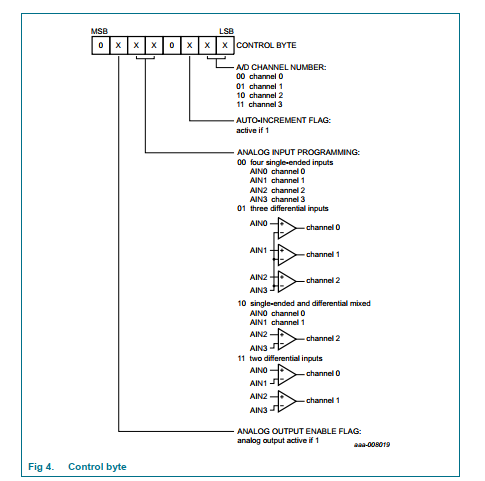 MSB LSB
0 X X X 0 X X X CONTROL BYTE
A/D CHANNEL NUMBER:
00 channel 0
01 channel 1
10 channel 2
11 channel 3
AUTO-INCREMENT FLAG:
active if 1
ANALOG INPUT PROGRAMMING:
00 four single-ended inputs
AIN0 channel 0
AIN1 channel 1
AIN2 channel 2
AIN3 channel 3
01 three differential inputs
AIN0 + − channel 0
AIN1 + − channel 1
AIN2 + − channel 2
AIN3
10 single-ended and differential mixed
AIN0 channel 0
AIN1 channel 1
AIN2 + − channel 2
AIN3
11 two differential inputs
AIN0 + − channel 0
AIN1
AIN2 + − channel 1
AIN3
ANALOG OUTPUT ENABLE FLAG:
analog output active if 1
aaa-008019
Fig 4. Control byte